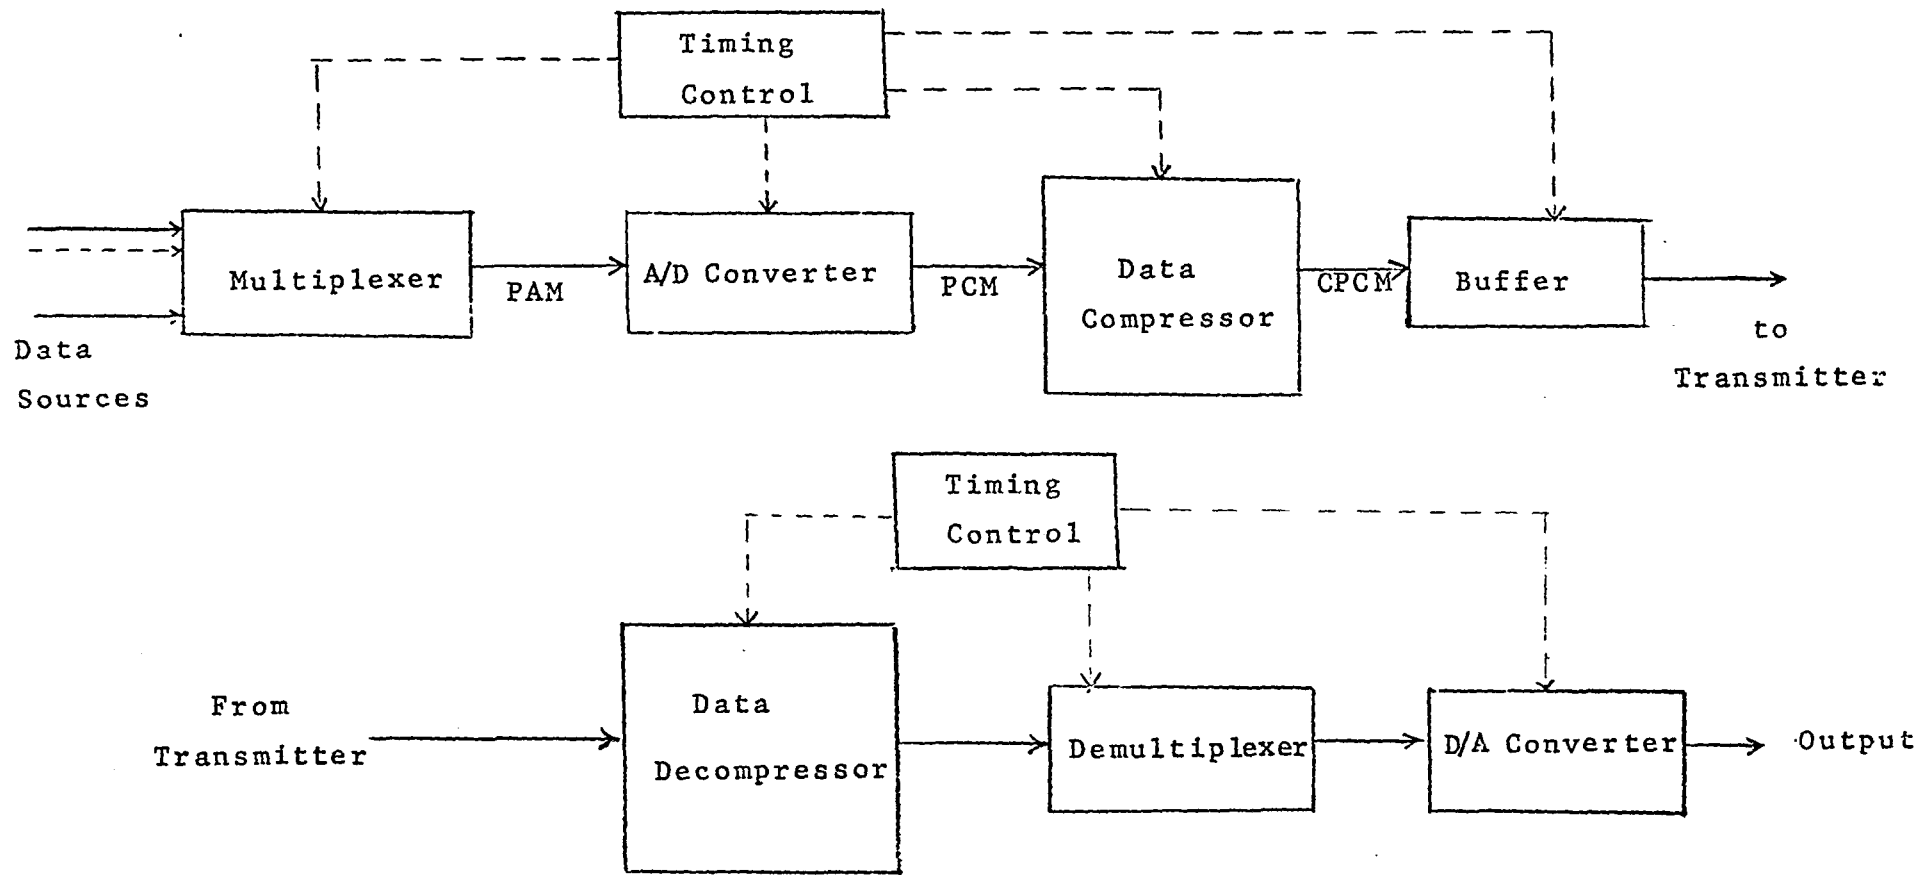 Timing
Control
Multiplexer
PAM
A/D Converter
PCM
Data
Compressor
CPCM
Buffer
Data
Sources
to
Transmitter
Timing
Control
From
Transmitter
Data
Decompressor
Demultiplexer
D/A Converter
Output